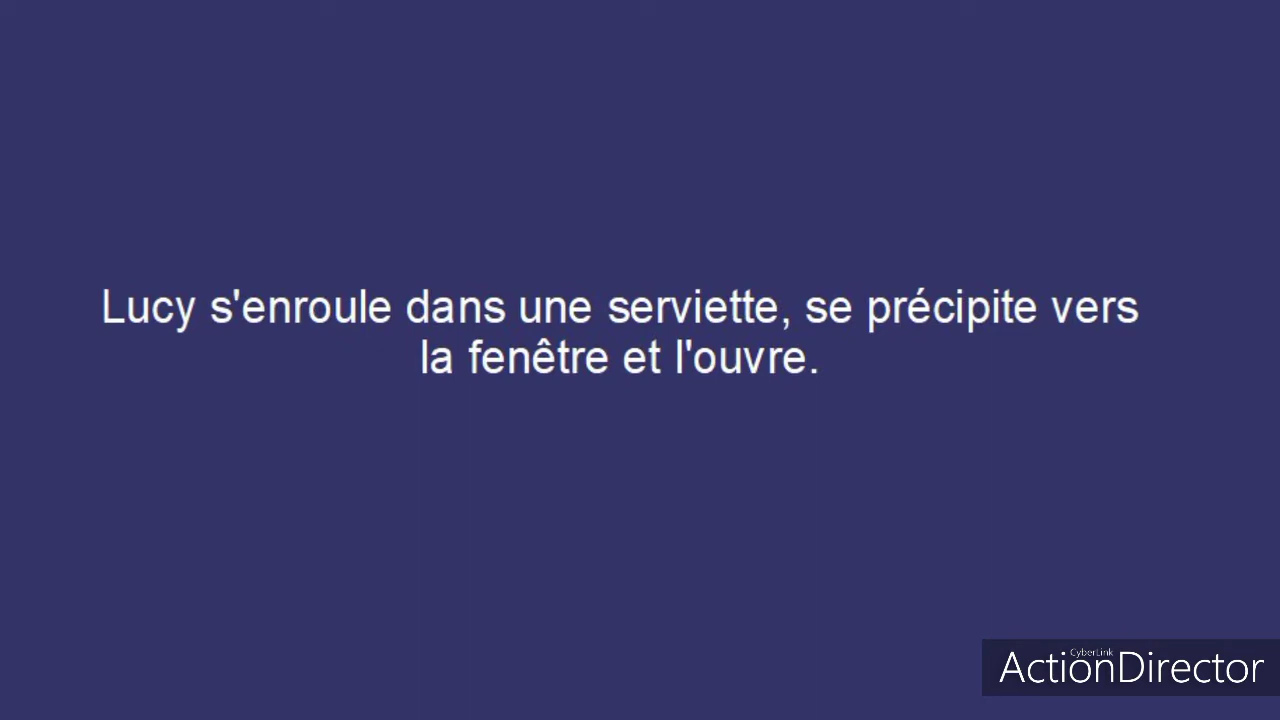 Lucy s'enroule dans une serviette, se précipite vers
la fenêtre et l'ouvre.
CyberLink
ActionDirector